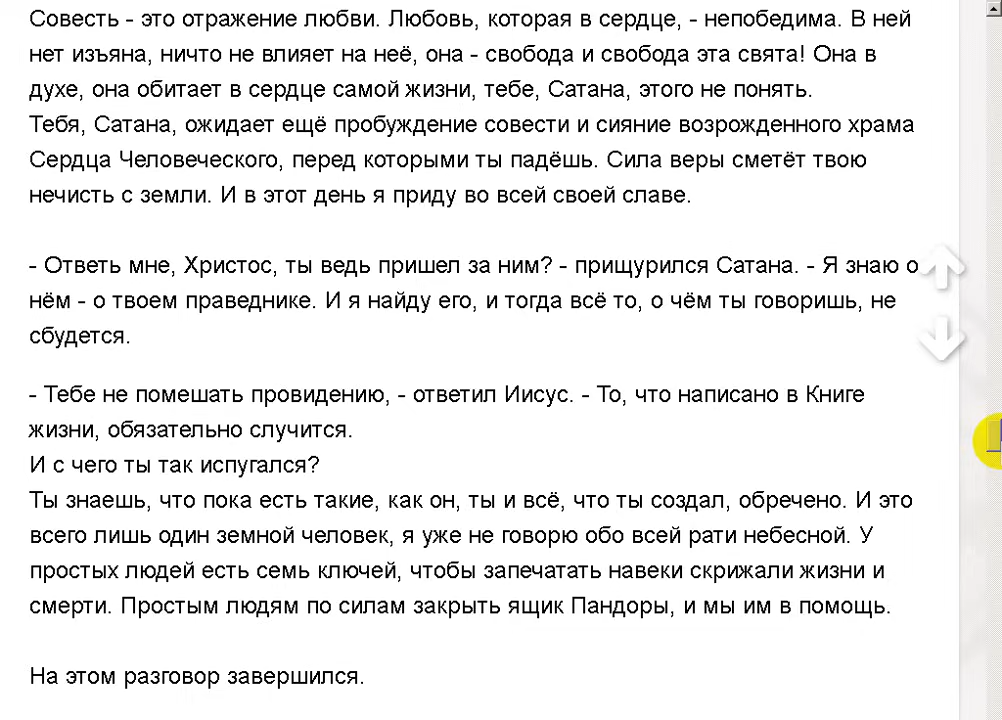 Совесть - это отражение любви. Любовь, которая в сердце, - непобедима. В ней
нет изъяна, ничто не влияет на неё, она - свобода и свобода эта свята! Она в
духе, она обитает в сердце самой жизни, тебе, Сатана, этого не понять.
Тебя, Сатана, ожидает ещё пробуждение совести и сияние возрожденного храма
Сердца Человеческого, перед которыми ты падёшь. Сила веры сметёт твою
нечисть с земли. И в этот день я приду во всей своей славе.
- Ответь мне, Христос, ты ведь пришел за ним? - прищурился Сатана. - Я знаю о
нём - о твоем праведнике. И я найду его, и тогда всё то, о чём ты говоришь, не
сбудется.
- Тебе не помешать провидению, - ответил Иисус. - То, что написано в Книге
жизни, обязательно случится.
И с чего ты так испугался?
Ты знаешь, что пока есть такие, как он, ты и всё, что ты создал, обречено. И это
всего лишь один земной человек, я уже не говорю обо всей рати небесной. У
простых людей есть семь ключей, чтобы запечатать навеки скрижали жизни и
смерти. Простым людям по силам закрыть ящик Пандоры, и мы им в помощь.
На этом разговор завершился.